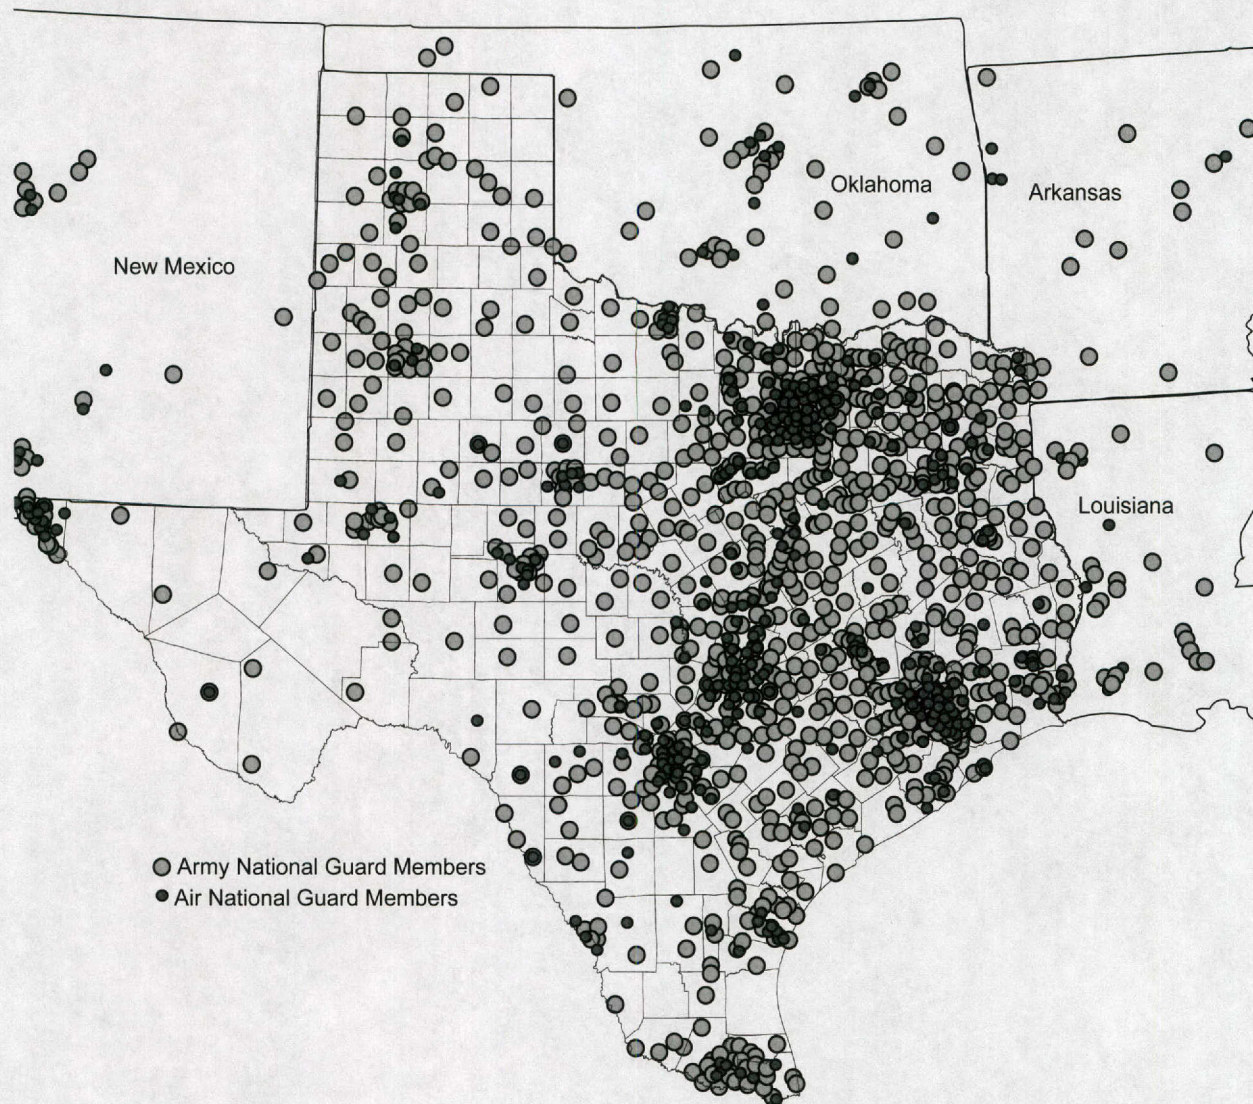 Oklahoma
Arkansas
New Mexico
Louisiana
Army National Guard Members
Air National Guard Members